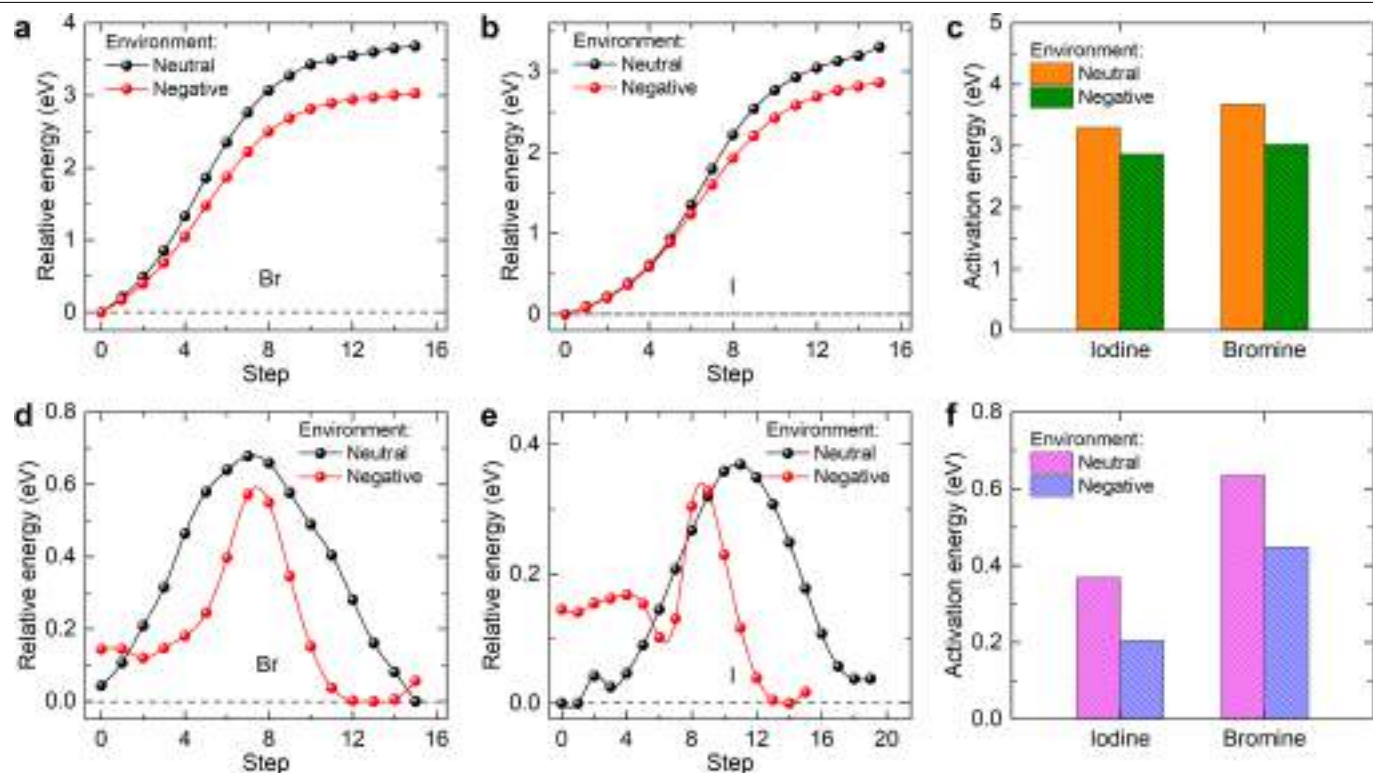 a
Relative energy (eV)
4
3
2
1
0
Environment:
Neutral
Negative
Br
0 4 8 12 16
Step
b
Relative energy (eV)
3
2
1
0
Environment:
Neutral
Negative
I
0 4 8 12 16
Step
c
Activation energy (eV)
5
4
3
2
1
0
Environment:
Neutral
Negative
Iodine Bromine
d
Relative energy (eV)
0.8
0.6
0.4
0.2
0.0
Environment:
Neutral
Negative
Br
0 4 8 12 16
Step
e
Relative energy (eV)
0.4
0.2
0.0
Environment:
Neutral
Negative
I
0 4 8 12 16 20
Step
f
Activation energy (eV)
0.8
0.6
0.4
0.2
0.0
Environment:
Neutral
Negative
Iodine Bromine